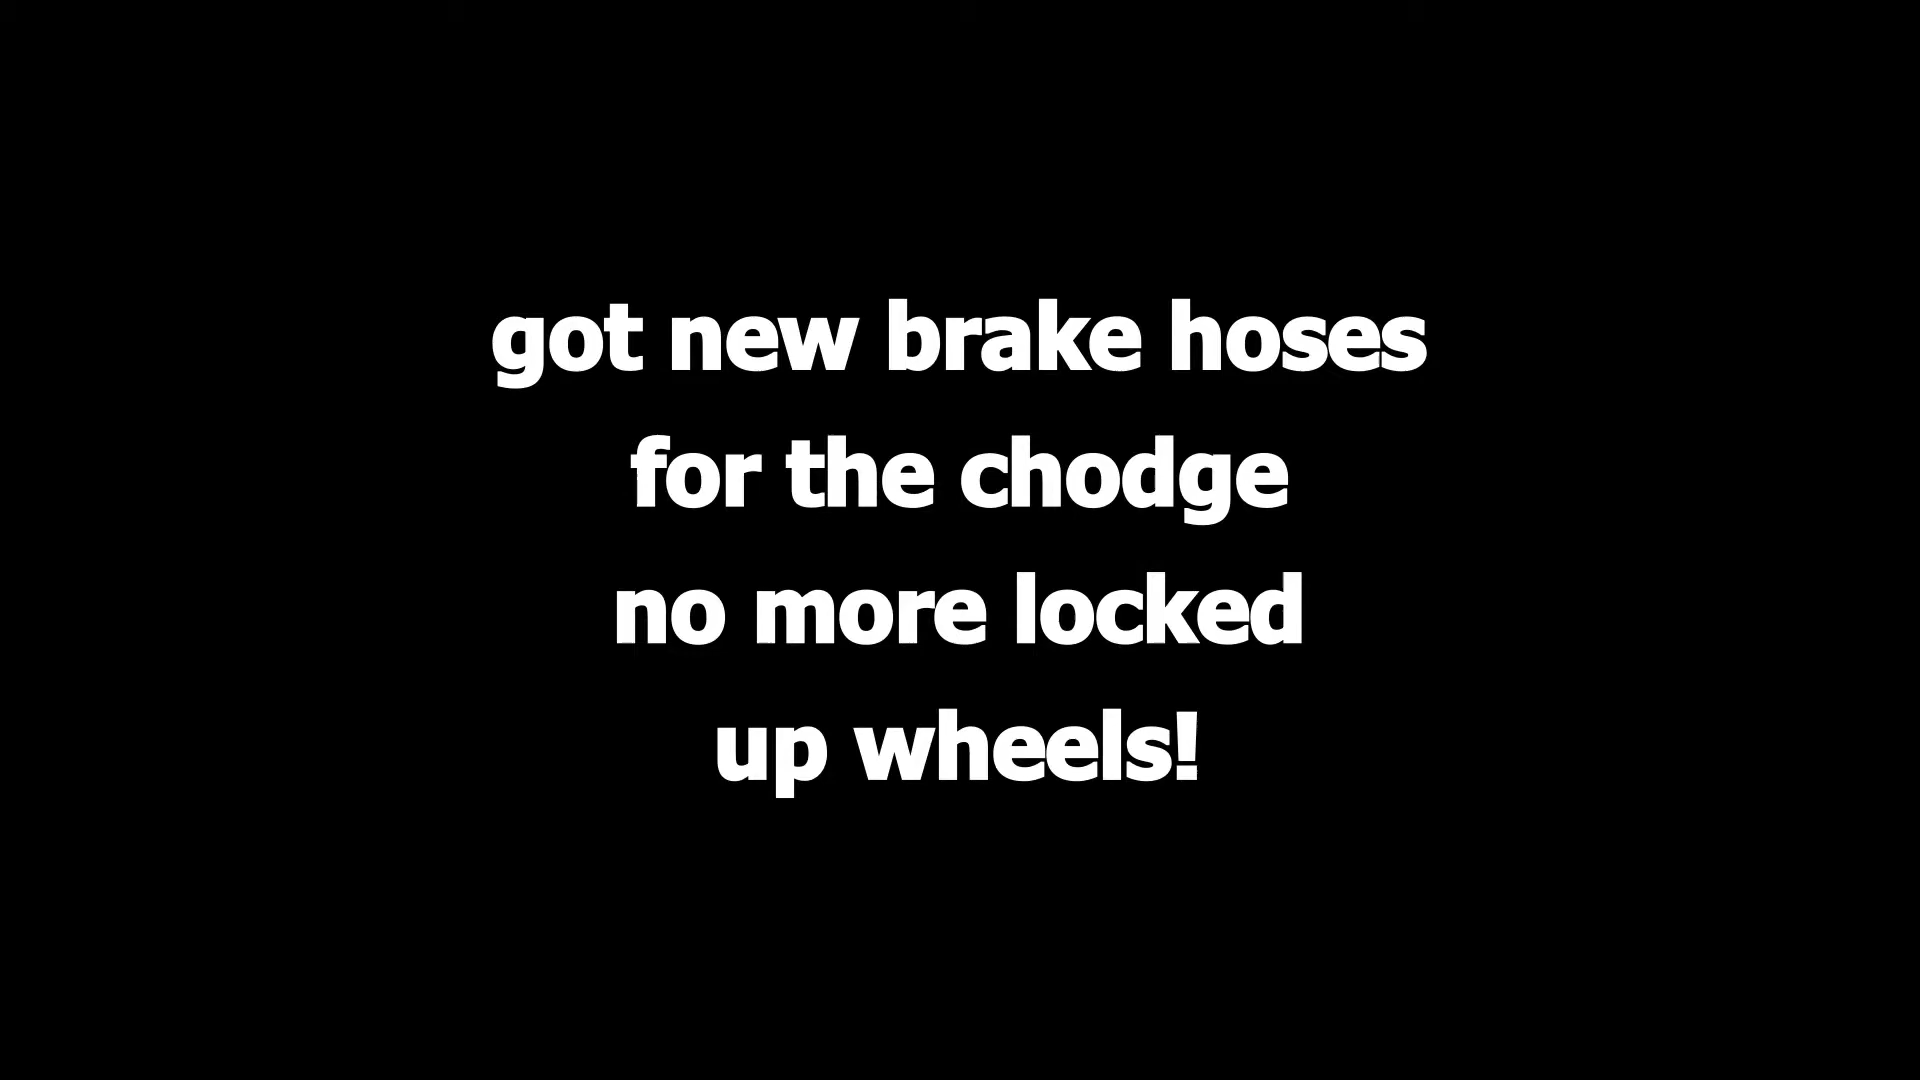 got new brake hoses
for the chodge
no more locked
up wheels!